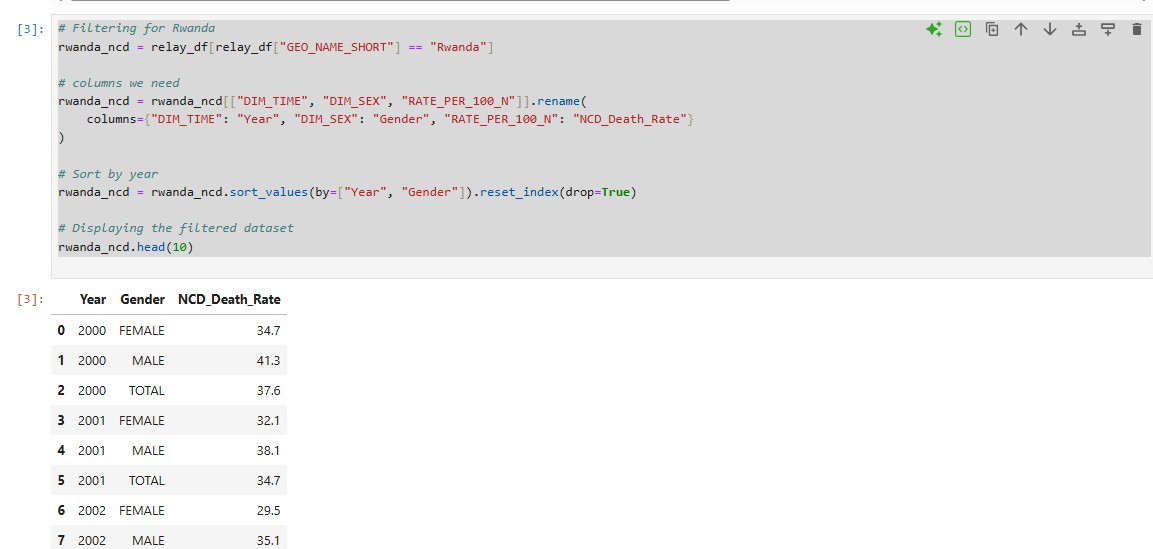 [3]:
# Filtering for Rwanda
rwanda_ncd = relay_df[relay_df["GEO_NAME_SHORT"] == "Rwanda"]
# columns we need
rwanda_ncd = rwanda_ncd[["DIM_TIME", "DIM_SEX", "RATE_PER_100_N"]].rename(
    columns={"DIM_TIME": "Year", "DIM_SEX": "Gender", "RATE_PER_100_N": "NCD_Death_Rate"}
)
# Sort by year
rwanda_ncd = rwanda_ncd.sort_values(by=["Year", "Gender"]).reset_index(drop=True)
# Displaying the filtered dataset
rwanda_ncd.head(10)
[3]:
Year Gender NCD_Death_Rate
0 2000 FEMALE 34.7
1 2000 MALE 41.3
2 2000 TOTAL 37.6
3 2001 FEMALE 32.1
4 2001 MALE 38.1
5 2001 TOTAL 34.7
6 2002 FEMALE 29.5
7 2002 MALE 35.1